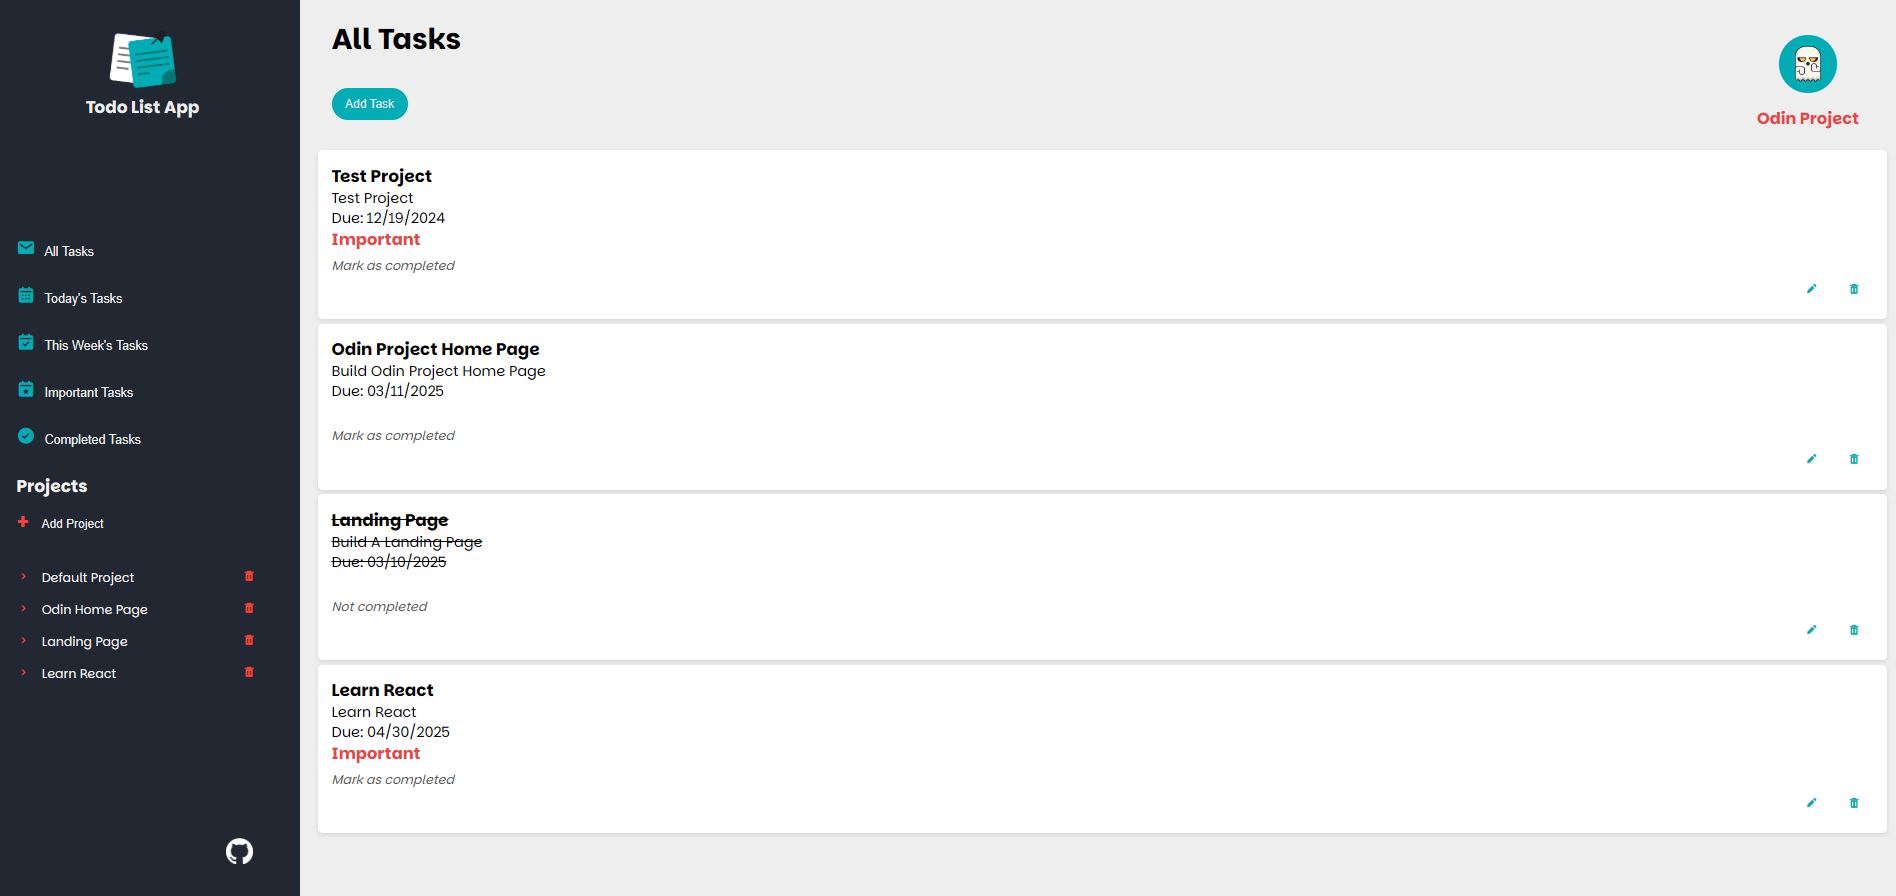 Todo List App
All Tasks
Today's Tasks
This Week's Tasks
Important Tasks
Completed Tasks
Projects
Add Project
Default Project
Odin Home Page
Landing Page
Learn React
All Tasks
Add Task
Odin Project
Test Project
Test Project
Due: 12/19/2024
Important
Mark as completed
Odin Project Home Page
Build Odin Project Home Page
Due: 03/11/2025
Mark as completed
Landing Page
Build A Landing Page
Due: 03/10/2025
Not completed
Learn React
Learn React
Due: 04/30/2025
Important
Mark as completed